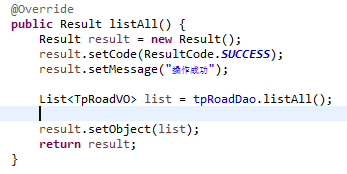 @Override
public Result listAll() {
Result result = new Result();
result.setCode(ResultCode.SUCCESS);
result.setMessage("操作成功");
List<TpRoadVO> list = tpRoadDao.listAll();
result.setObject(list);
return result;
}